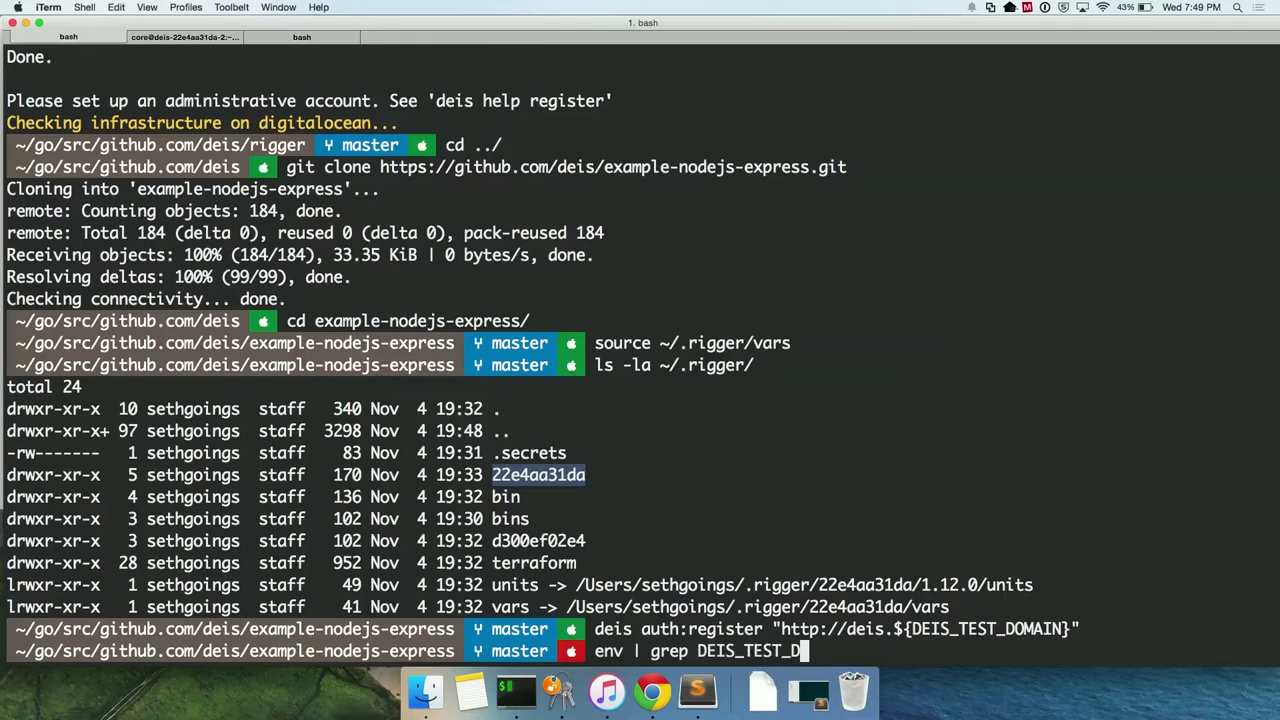 iTerm Shell Edit View Profiles Toolbelt Window Help 43% Wed 7:49 PM
1. bash
bash core@deis-22e4aa31da-2:~... bash
Done.
Please set up an administrative account. See 'deis help register'
Checking infrastructure on digitalocean...
~/go/src/github.com/deis/rigger master cd ../
~/go/src/github.com/deis git clone https://github.com/deis/example-nodejs-express.git
Cloning into 'example-nodejs-express'...
remote: Counting objects: 184, done.
remote: Total 184 (delta 0), reused 0 (delta 0), pack-reused 184
Receiving objects: 100% (184/184), 33.35 KiB | 0 bytes/s, done.
Resolving deltas: 100% (99/99), done.
Checking connectivity... done.
~/go/src/github.com/deis cd example-nodejs-express/
~/go/src/github.com/deis/example-nodejs-express master source ~/.rigger/vars
~/go/src/github.com/deis/example-nodejs-express master ls -la ~/.rigger/
total 24
drwxr-xr-x 10 sethgoings staff 340 Nov 4 19:32 .
drwxr-xr-x+ 97 sethgoings staff 3298 Nov 4 19:48 ..
-rw------- 1 sethgoings staff 83 Nov 4 19:31 .secrets
drwxr-xr-x 5 sethgoings staff 170 Nov 4 19:33 22e4aa31da
drwxr-xr-x 4 sethgoings staff 136 Nov 4 19:32 bin
drwxr-xr-x 3 sethgoings staff 102 Nov 4 19:30 bins
drwxr-xr-x 3 sethgoings staff 102 Nov 4 19:32 d300ef02e4
drwxr-xr-x 28 sethgoings staff 952 Nov 4 19:32 terraform
lrwxr-xr-x 1 sethgoings staff 49 Nov 4 19:32 units -> /Users/sethgoings/.rigger/22e4aa31da/1.12.0/units
lrwxr-xr-x 1 sethgoings staff 41 Nov 4 19:32 vars -> /Users/sethgoings/.rigger/22e4aa31da/vars
~/go/src/github.com/deis/example-nodejs-express master deis auth:register "http://deis.${DEIS_TEST_DOMAIN}"
~/go/src/github.com/deis/example-nodejs-express master env | grep DEIS_TEST_D